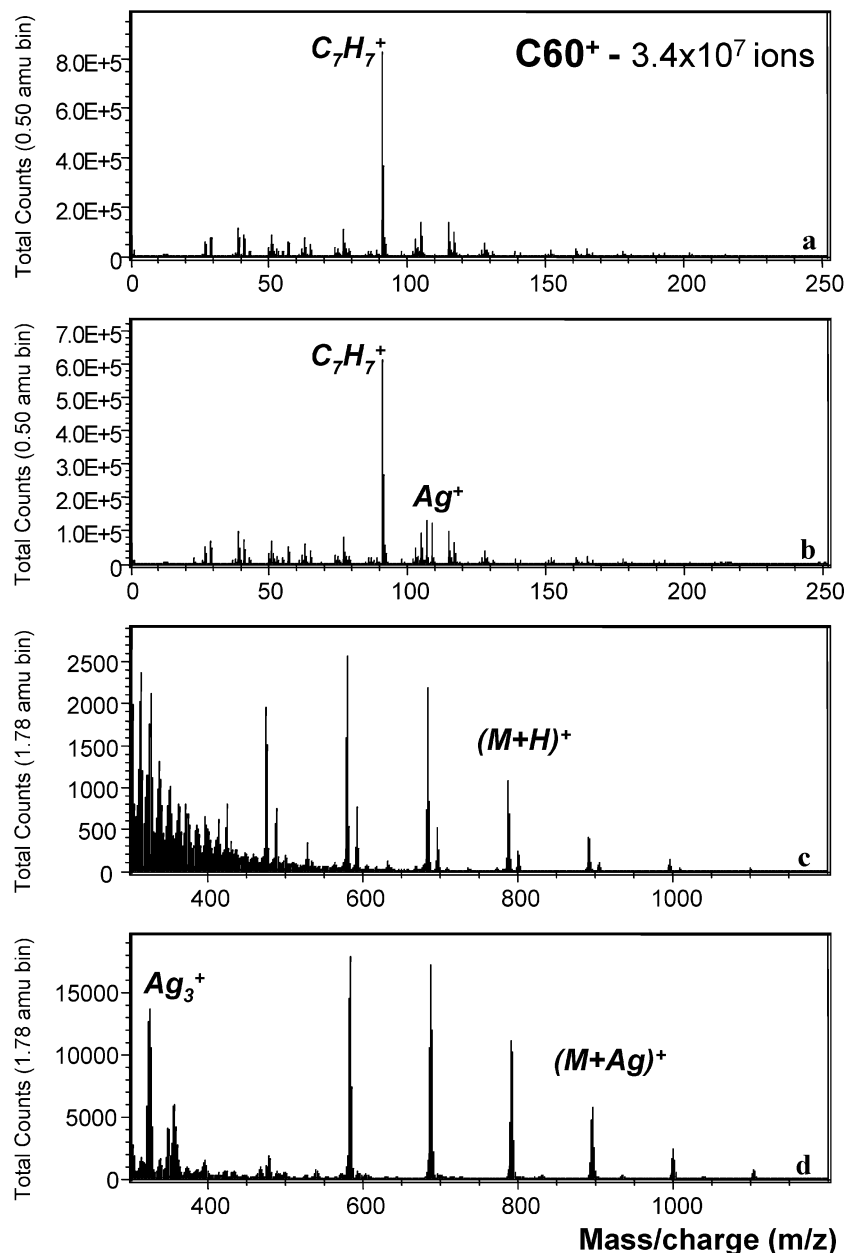 Total Counts (0.50 amu bin)
C7H7+
C60+ - 3.4x10^7 ions
8.0E+5
6.0E+5
4.0E+5
2.0E+5
0
a
0 50 100 150 200 250
Total Counts (0.50 amu bin)
7.0E+5
C7H7+
6.0E+5
5.0E+5
4.0E+5
3.0E+5
Ag+
2.0E+5
1.0E+5
0
b
0 50 100 150 200 250
Total Counts (1.78 amu bin)
2500
2000
(M+H)+
1500
1000
500
0
c
400 600 800 1000
Total Counts (1.78 amu bin)
Ag3+
15000
10000
(M+Ag)+
5000
0
d
400 600 800 1000
Mass/charge (m/z)